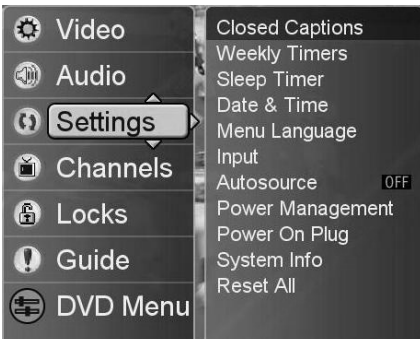 Video
Audio
Settings
Channels
Locks
Guide
DVD Menu
Closed Captions
Weekly Timers
Sleep Timer
Date & Time
Menu Language
Input
Autosource OFF
Power Management
Power On Plug
System Info
Reset All